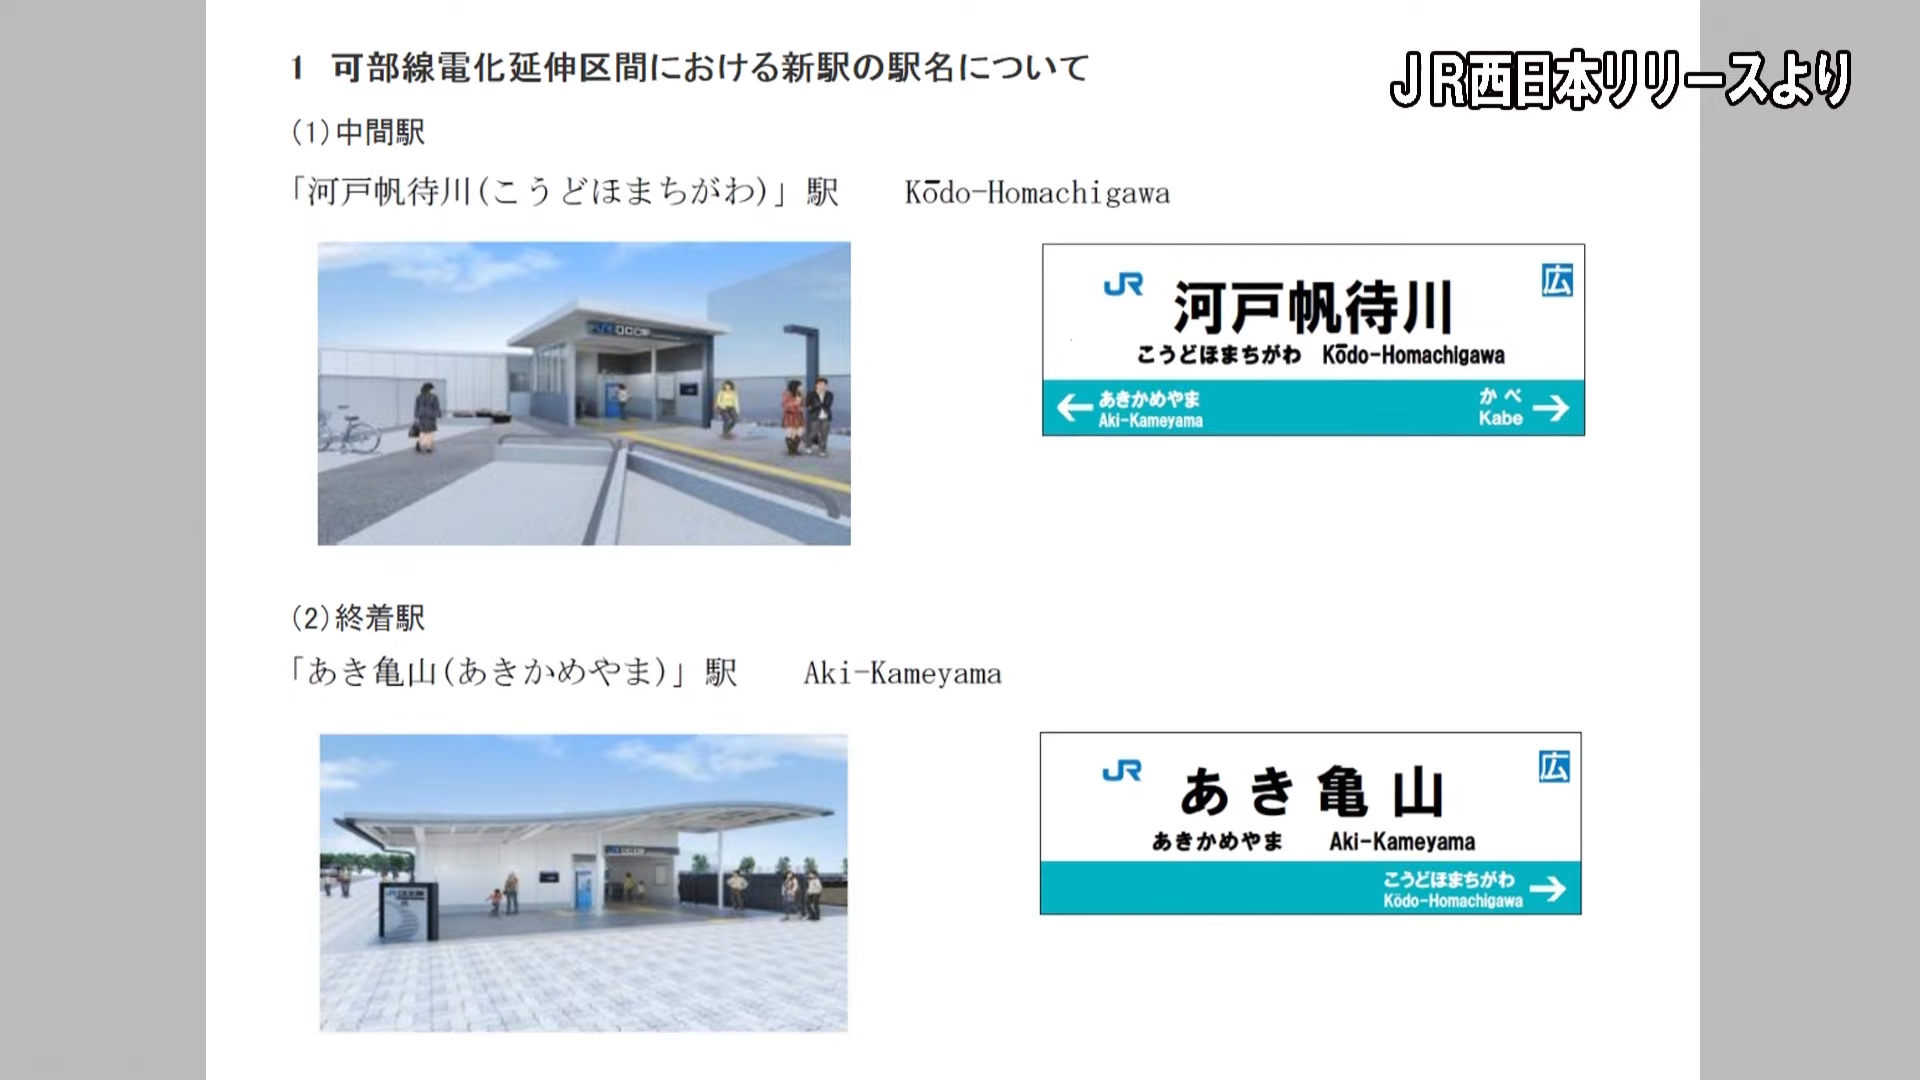 JR西日本リリースより
1 可部線電化延伸区間における新駅の駅名について
(1)中間駅
「河戸帆待川(こうどほまちがわ)」駅 Kōdo-Homachigawa
JR
広
河戸帆待川
こうどほまちがわ Kōdo-Homachigawa
← あきかめやま かべ →
Aki-Kameyama Kabe
(2)終着駅
「あき亀山(あきかめやま)」駅 Aki-Kameyama
JR
広
あき亀山
あきかめやま Aki-Kameyama
こうどほまちがわ →
Kōdo-Homachigawa